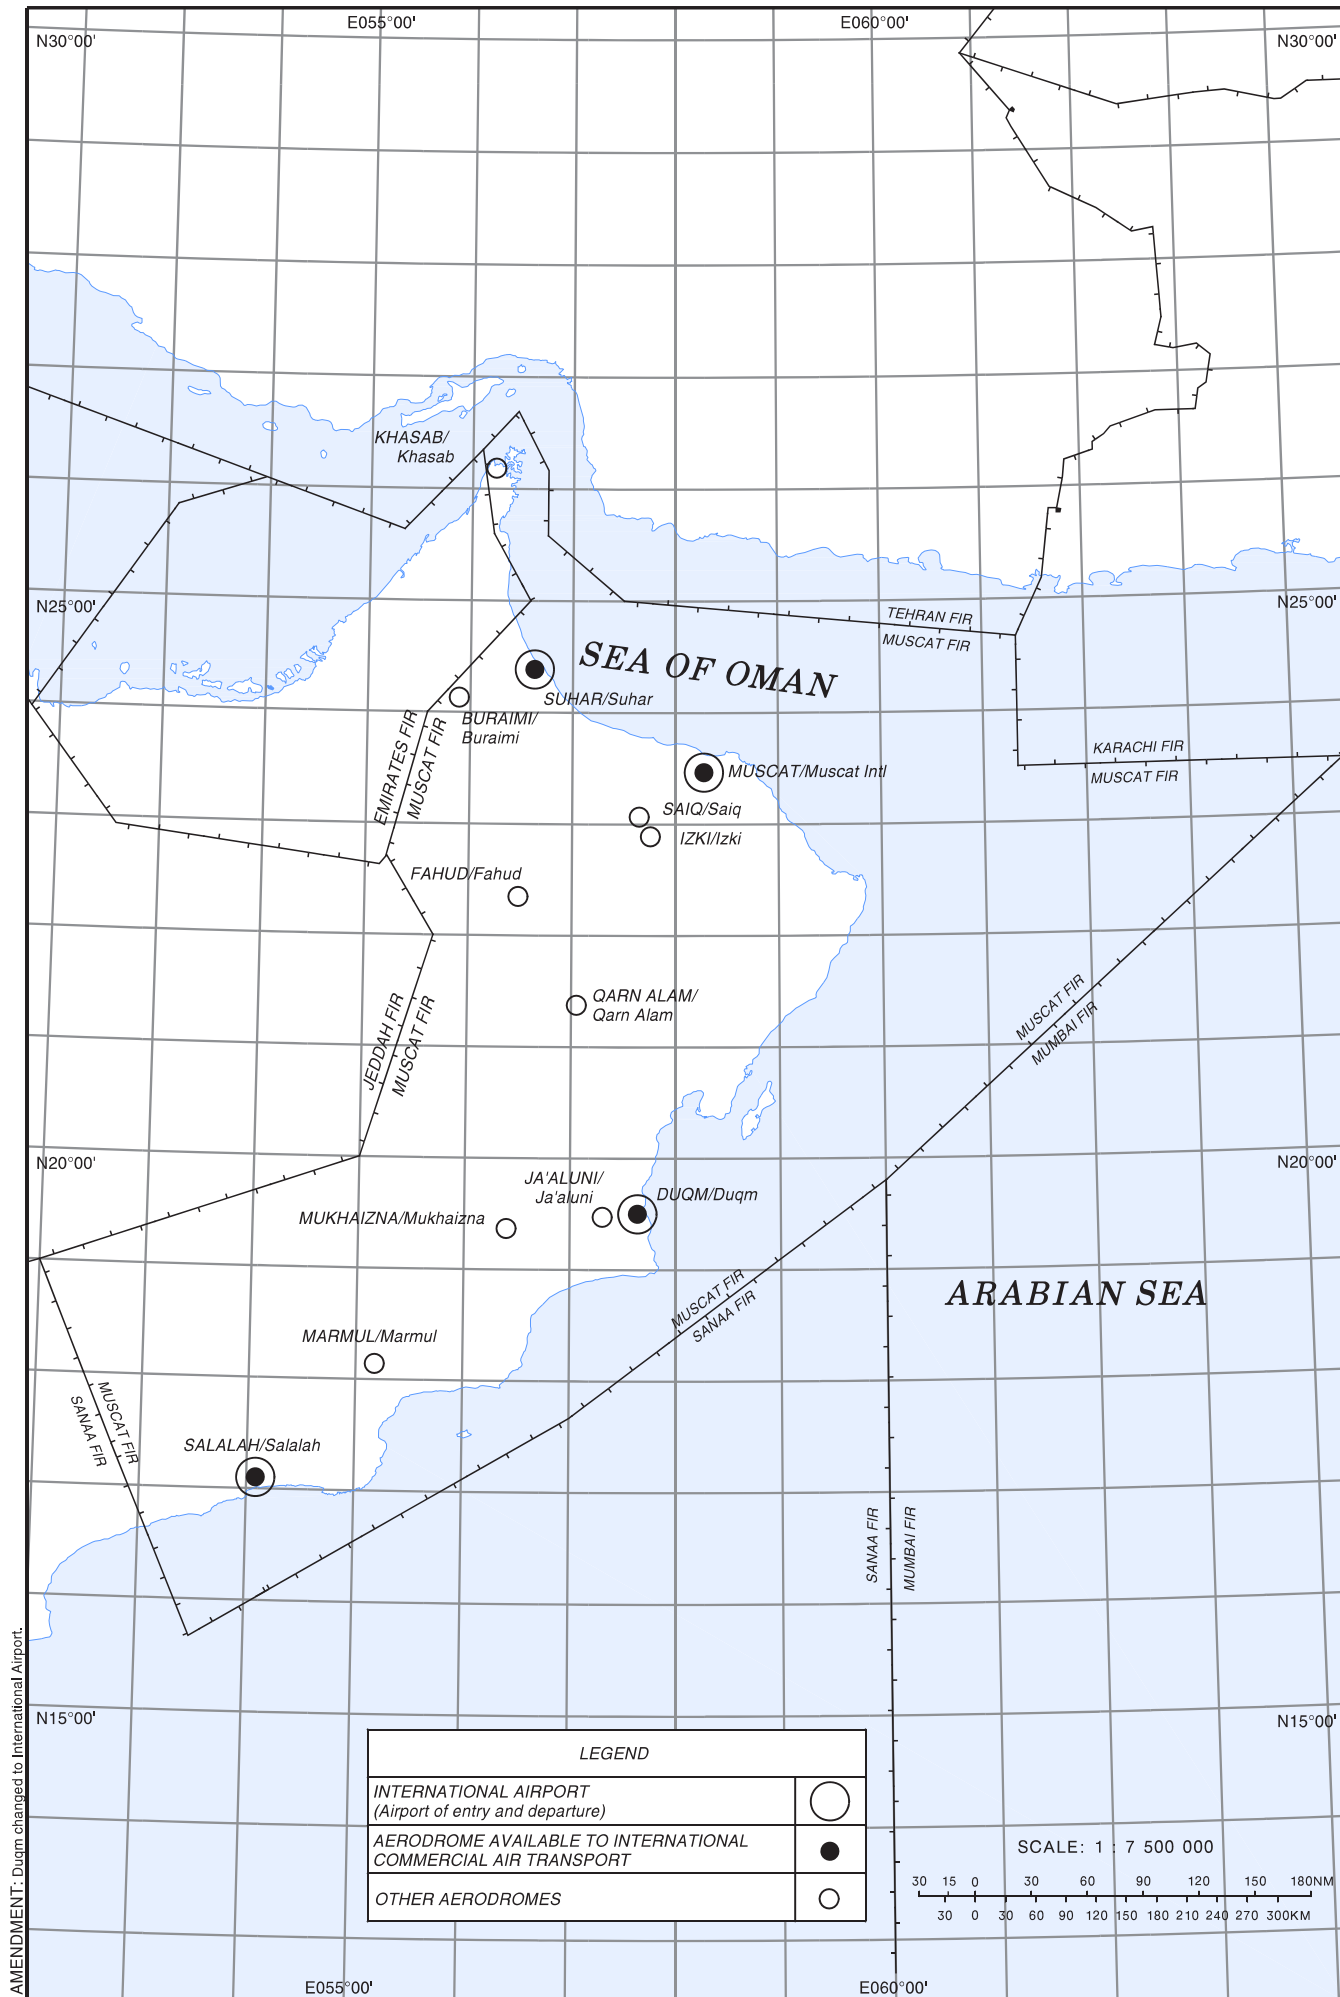 E055°00'
E060°00'
N30°00'
N30°00'
KHASAB/
Khasab
N25°00'
N25°00'
TEHRAN FIR
MUSCAT FIR
SEA OF OMAN
SUHAR/Suhar
BURAIMI/
Buraimi
EMIRATES FIR
MUSCAT FIR
KARACHI FIR
MUSCAT FIR
MUSCAT/Muscat Intl
SAIQ/Saiq
IZKI/Izki
FAHUD/Fahud
QARN ALAM/
Qarn Alam
JEDDAH FIR
MUSCAT FIR
MUSCAT FIR
MUMBAI FIR
N20°00'
N20°00'
JA'ALUNI/
Ja'aluni
DUQM/Duqm
MUKHAIZNA/Mukhaizna
MUSCAT FIR
SANAA FIR
ARABIAN SEA
MARMUL/Marmul
MUSCAT FIR
SANAA FIR
SALALAH/Salalah
SANAA FIR
MUMBAI FIR
N15°00'
N15°00'
LEGEND
INTERNATIONAL AIRPORT
(Airport of entry and departure)
AERODROME AVAILABLE TO INTERNATIONAL
COMMERCIAL AIR TRANSPORT
OTHER AERODROMES
SCALE: 1 : 7 500 000
30 15 0 30 60 90 120 150 180NM
30 0 30 60 90 120 150 180 210 240 270 300KM
E055°00'
E060°00'
AMENDMENT: Duqm changed to International Airport.